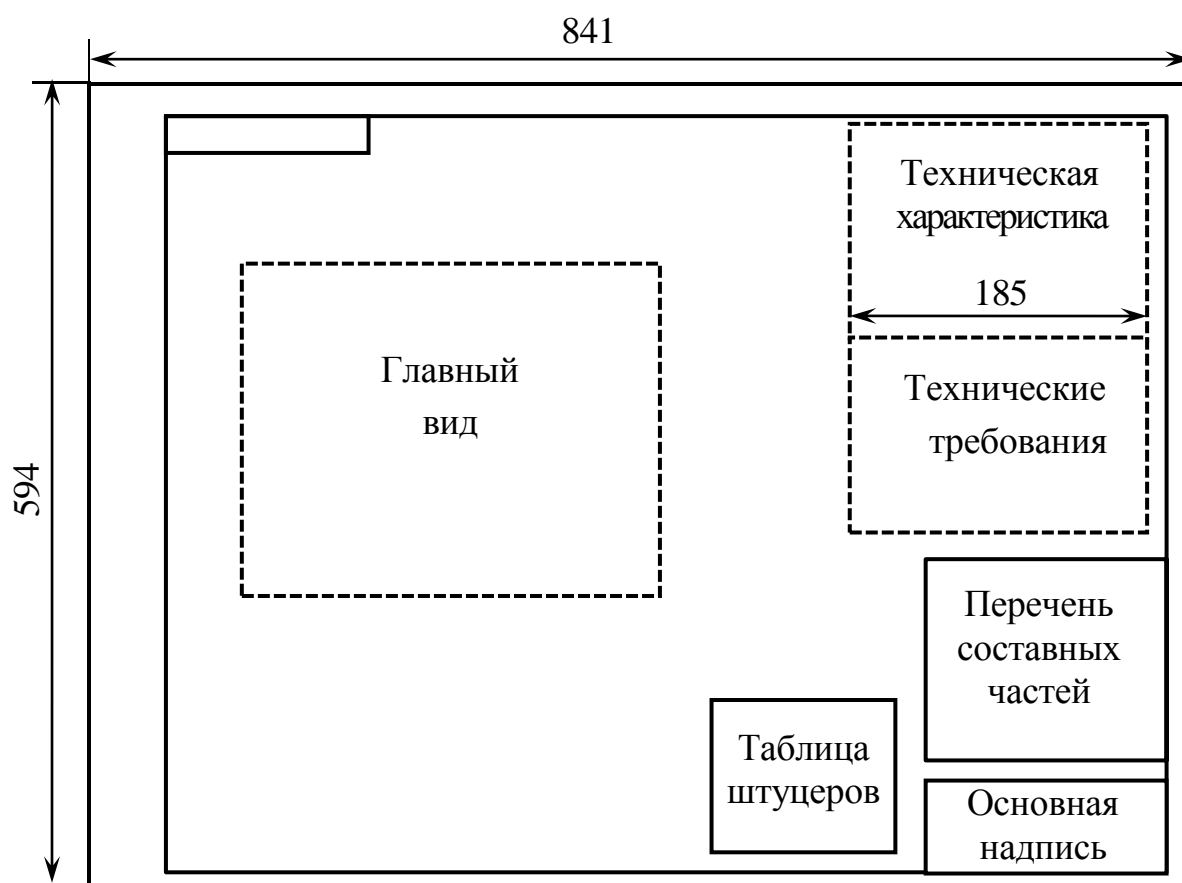 841
Техническая
характеристика
185
Главный
вид
Технические
требования
594
Перечень
составных
частей
Таблица
штуцеров
Основная
надпись